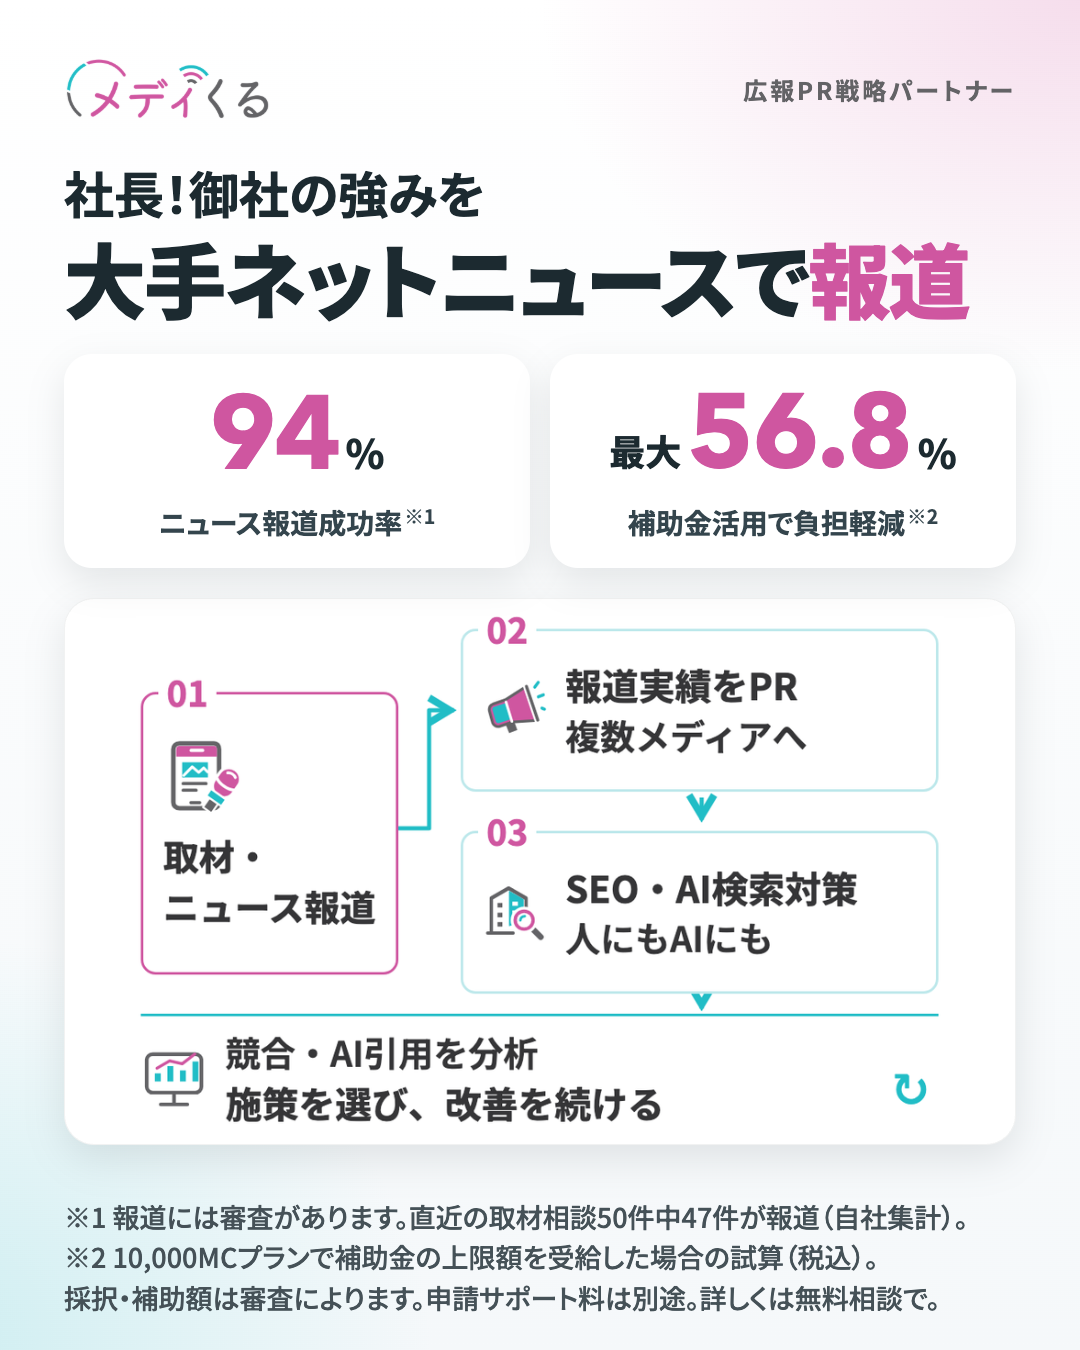 メディくる
広報PR戦略パートナー
社長！御社の強みを
大手ネットニュースで報道
94%
ニュース報道成功率※1
最大56.8%
補助金活用で負担軽減※2
01
取材・
ニュース報道
02
報道実績をPR
複数メディアへ
03
SEO・AI検索対策
人にもAIにも
競合・AI引用を分析
施策を選び、改善を続ける
※1 報道には審査があります。直近の取材相談50件中47件が報道（自社集計）。
※2 10,000MCプランで補助金の上限額を受給した場合の試算（税込）。
採択・補助額は審査によります。申請サポート料は別途。詳しくは無料相談で。